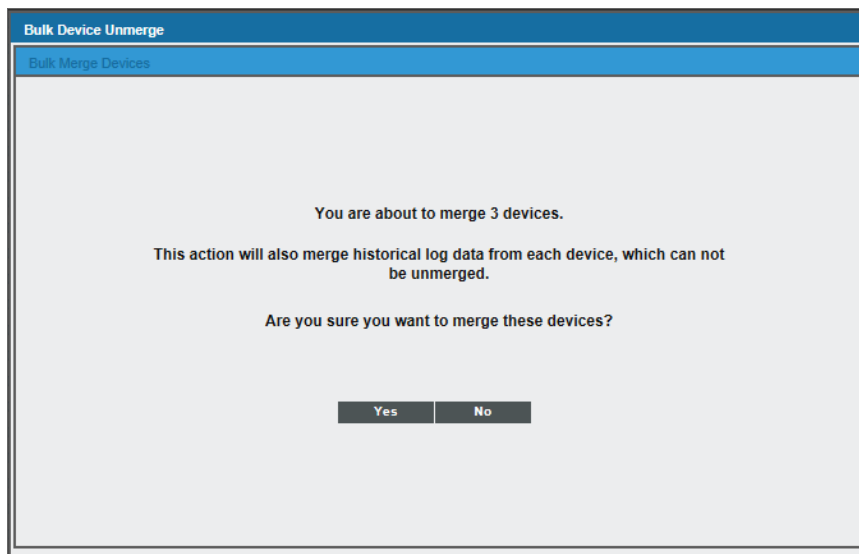 Bulk Device Unmerge
Bulk Merge Devices
You are about to merge 3 devices.
This action will also merge historical log data from each device, which can not
be unmerged.
Are you sure you want to merge these devices?
Yes No